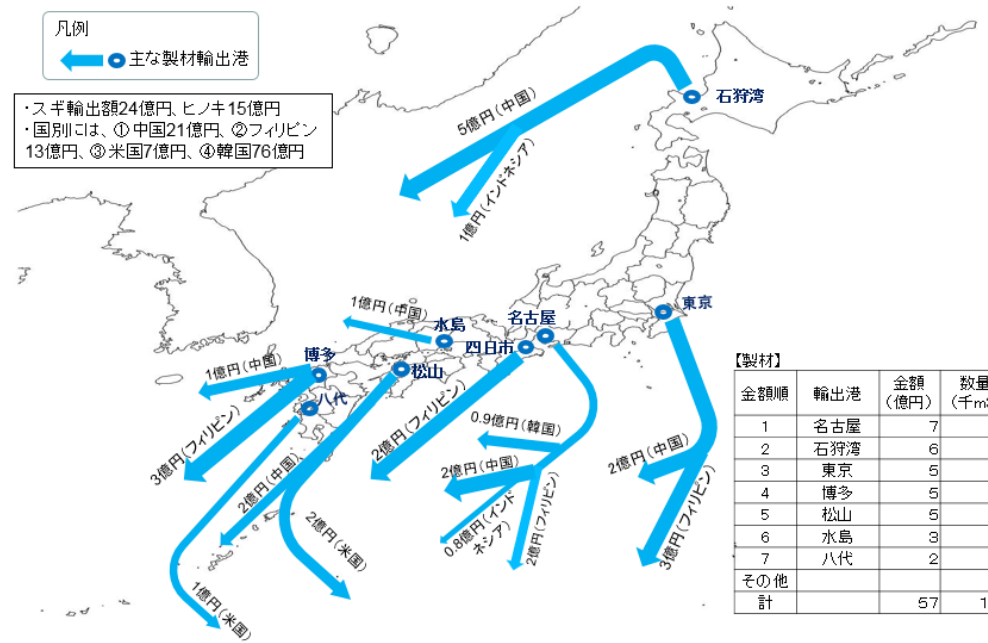 凡例
主な製材輸出港
・スギ輸出額24億円、ヒノキ15億円
・国別には、①中国21億円、②フィリピン
13億円、③米国7億円、④韓国76億円
石狩湾
5億円(中国)
1億円(インドネシア)
東京
名古屋
四日市
水島
1億円(中国)
博多
松山
八代
1億円(中国)
3億円(フィリピン)
2億円(中国)
2億円(米国)
1億円(米国)
2億円(フィリピン)
0.9億円(韓国)
2億円(中国)
0.8億円(インド
ネシア)
2億円(フィリピン)
2億円(中国)
3億円(フィリピン)
【製材】
金額順 輸出港 金額 数量
(億円) (千m
1 名古屋 7
2 石狩湾 6
3 東京 5
4 博多 5
5 松山 5
6 水島 3
7 八代 2
その他
計 57 1